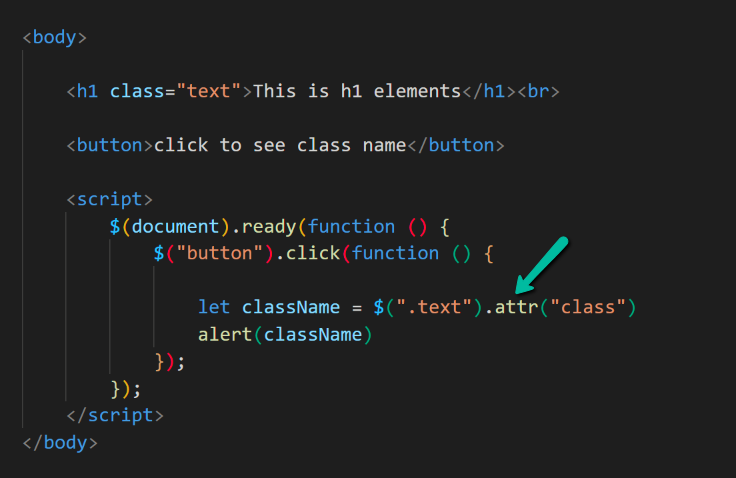 <body>
<h1 class="text">This is h1 elements</h1><br>
<button>click to see class name</button>
<script>
$(document).ready(function () {
$("button").click(function () {
let className = $(".text").attr("class")
alert(className)
});
});
</script>
</body>